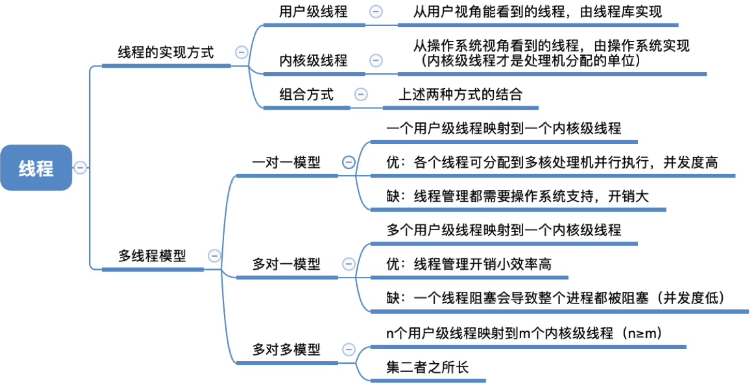 线程
线程的实现方式
用户级线程
从用户视角能看到的线程，由线程库实现
内核级线程
从操作系统视角看到的线程，由操作系统实现
（内核级线程才是处理机分配的单位）
组合方式
上述两种方式的结合
多线程模型
一对一模型
一个用户级线程映射到一个内核级线程
优：各个线程可分配到多核处理机并行执行，并发度高
缺：线程管理都需要操作系统支持，开销大
多对一模型
多个用户级线程映射到一个内核级线程
优：线程管理开销小效率高
缺：一个线程阻塞会导致整个进程都被阻塞（并发度低）
多对多模型
n个用户级线程映射到m个内核级线程（n≥m）
集二者之所长